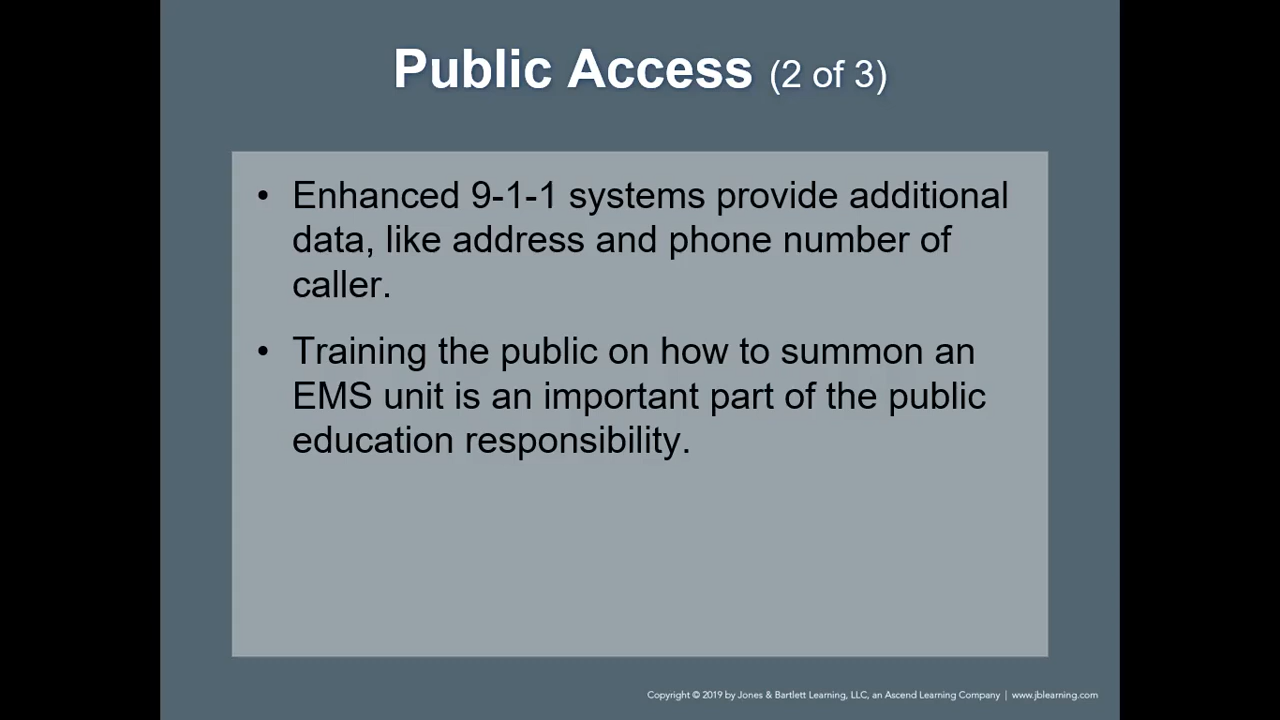 Public Access (2 of 3)
• Enhanced 9-1-1 systems provide additional
data, like address and phone number of
caller.
• Training the public on how to summon an
EMS unit is an important part of the public
education responsibility.
Copyright © 2019 by Jones & Bartlett Learning, LLC, an Ascend Learning Company | www.jblearning.com